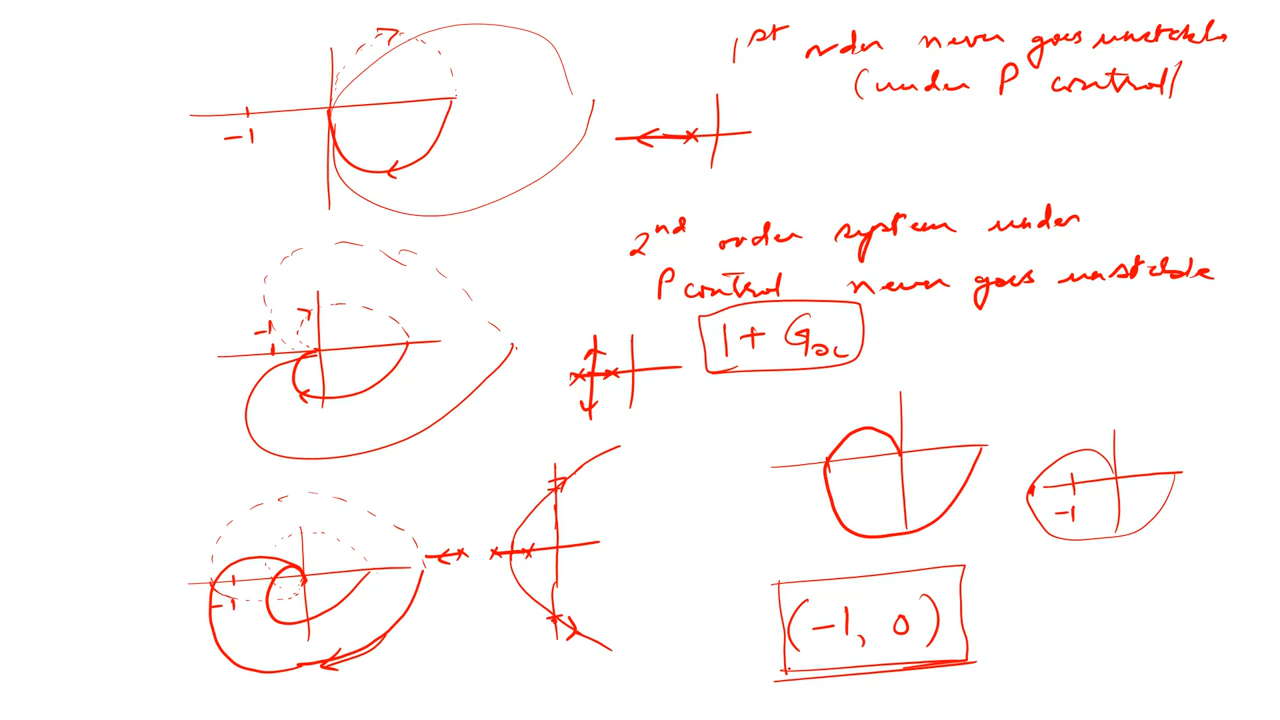 1st order never goes unstable
(under P control)
-1
2nd order system under
P control never goes unstable
-1
1 + G_OL
-1
-1
(-1, 0)